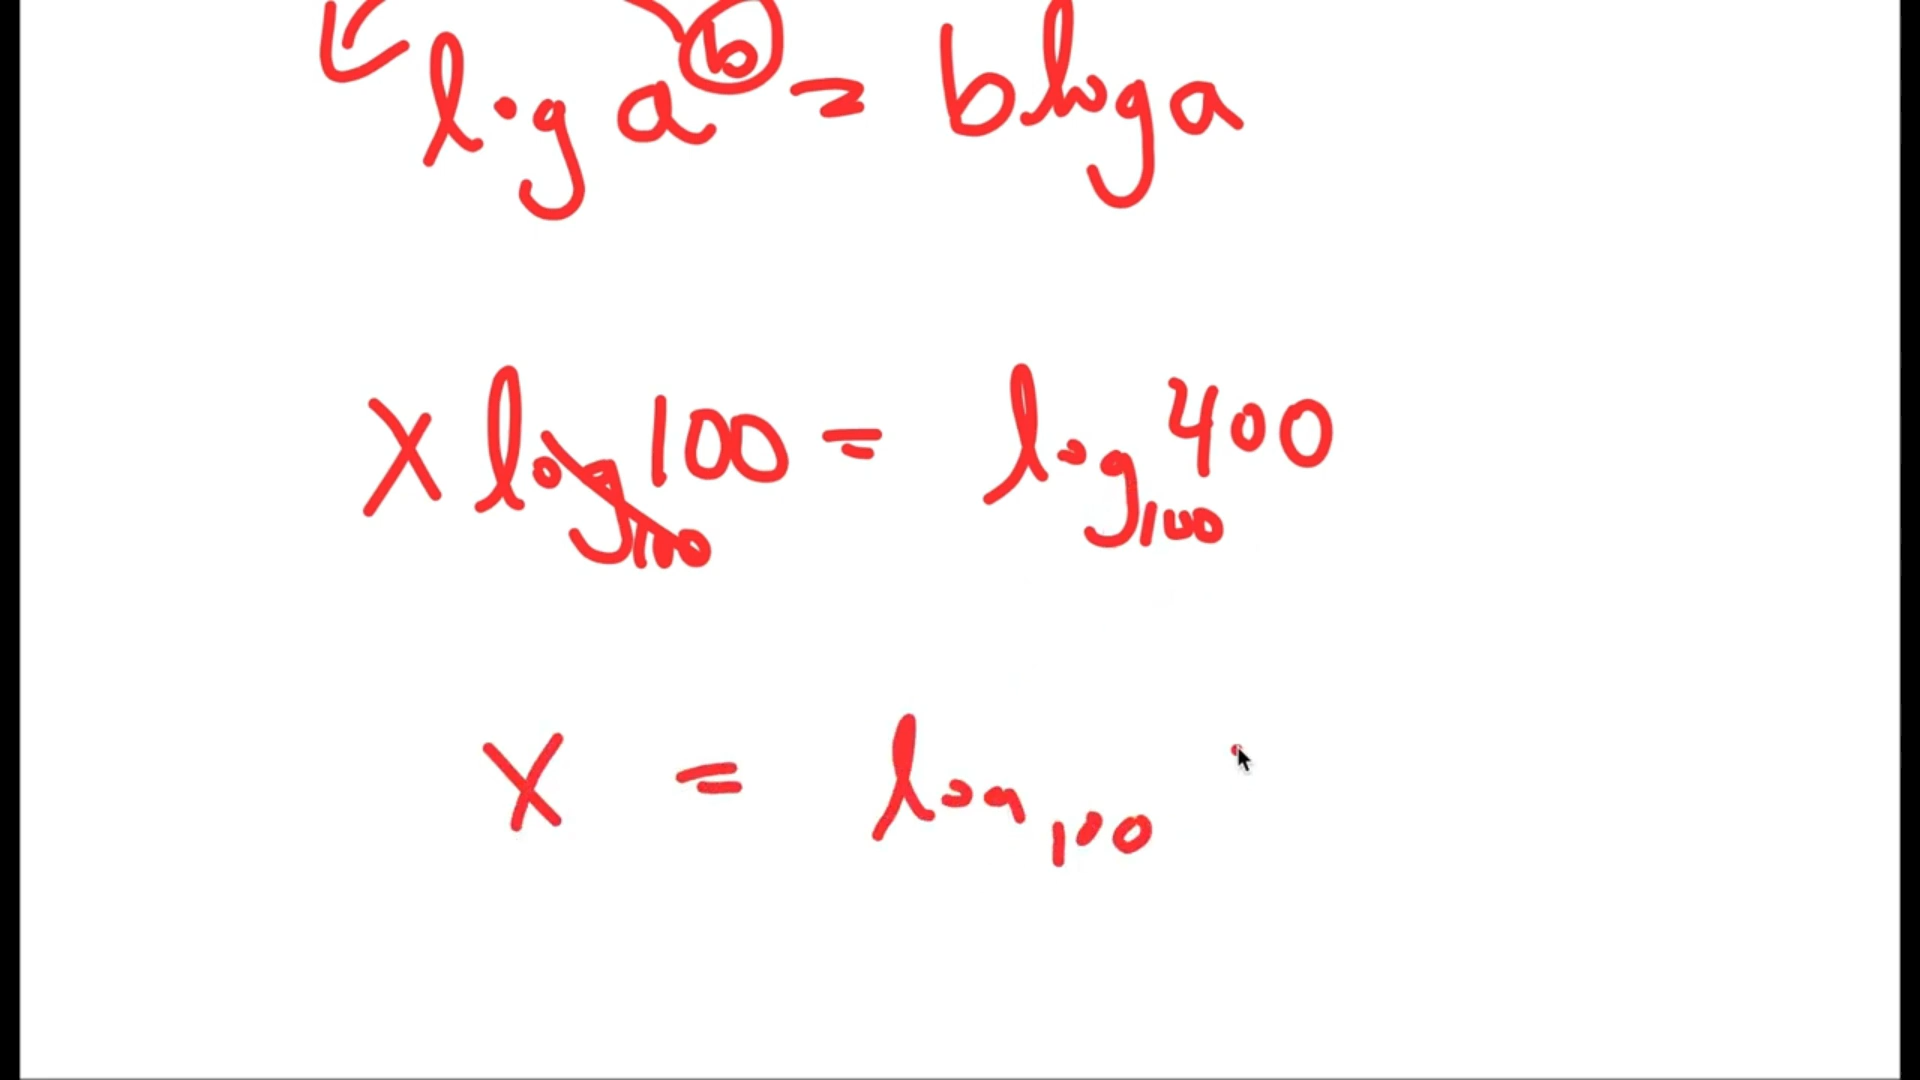 log a^b = b log a
x log_100 100 = log_100 400
x = log_100